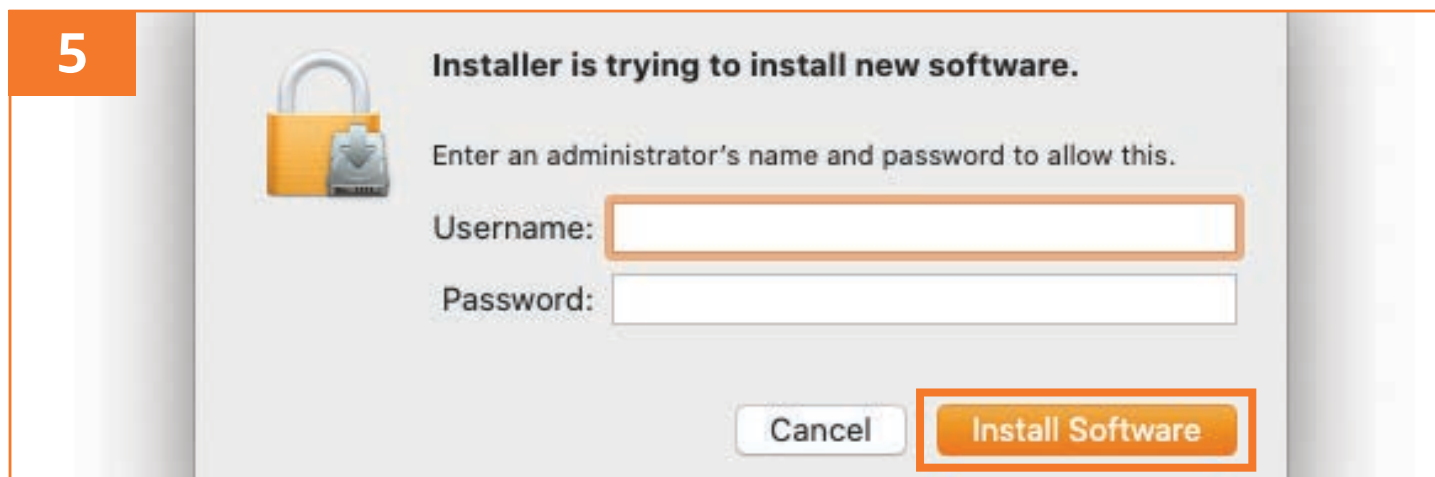 5
Installer is trying to install new software.
Enter an administrator's name and password to allow this.
Username:
Password:
Cancel
Install Software